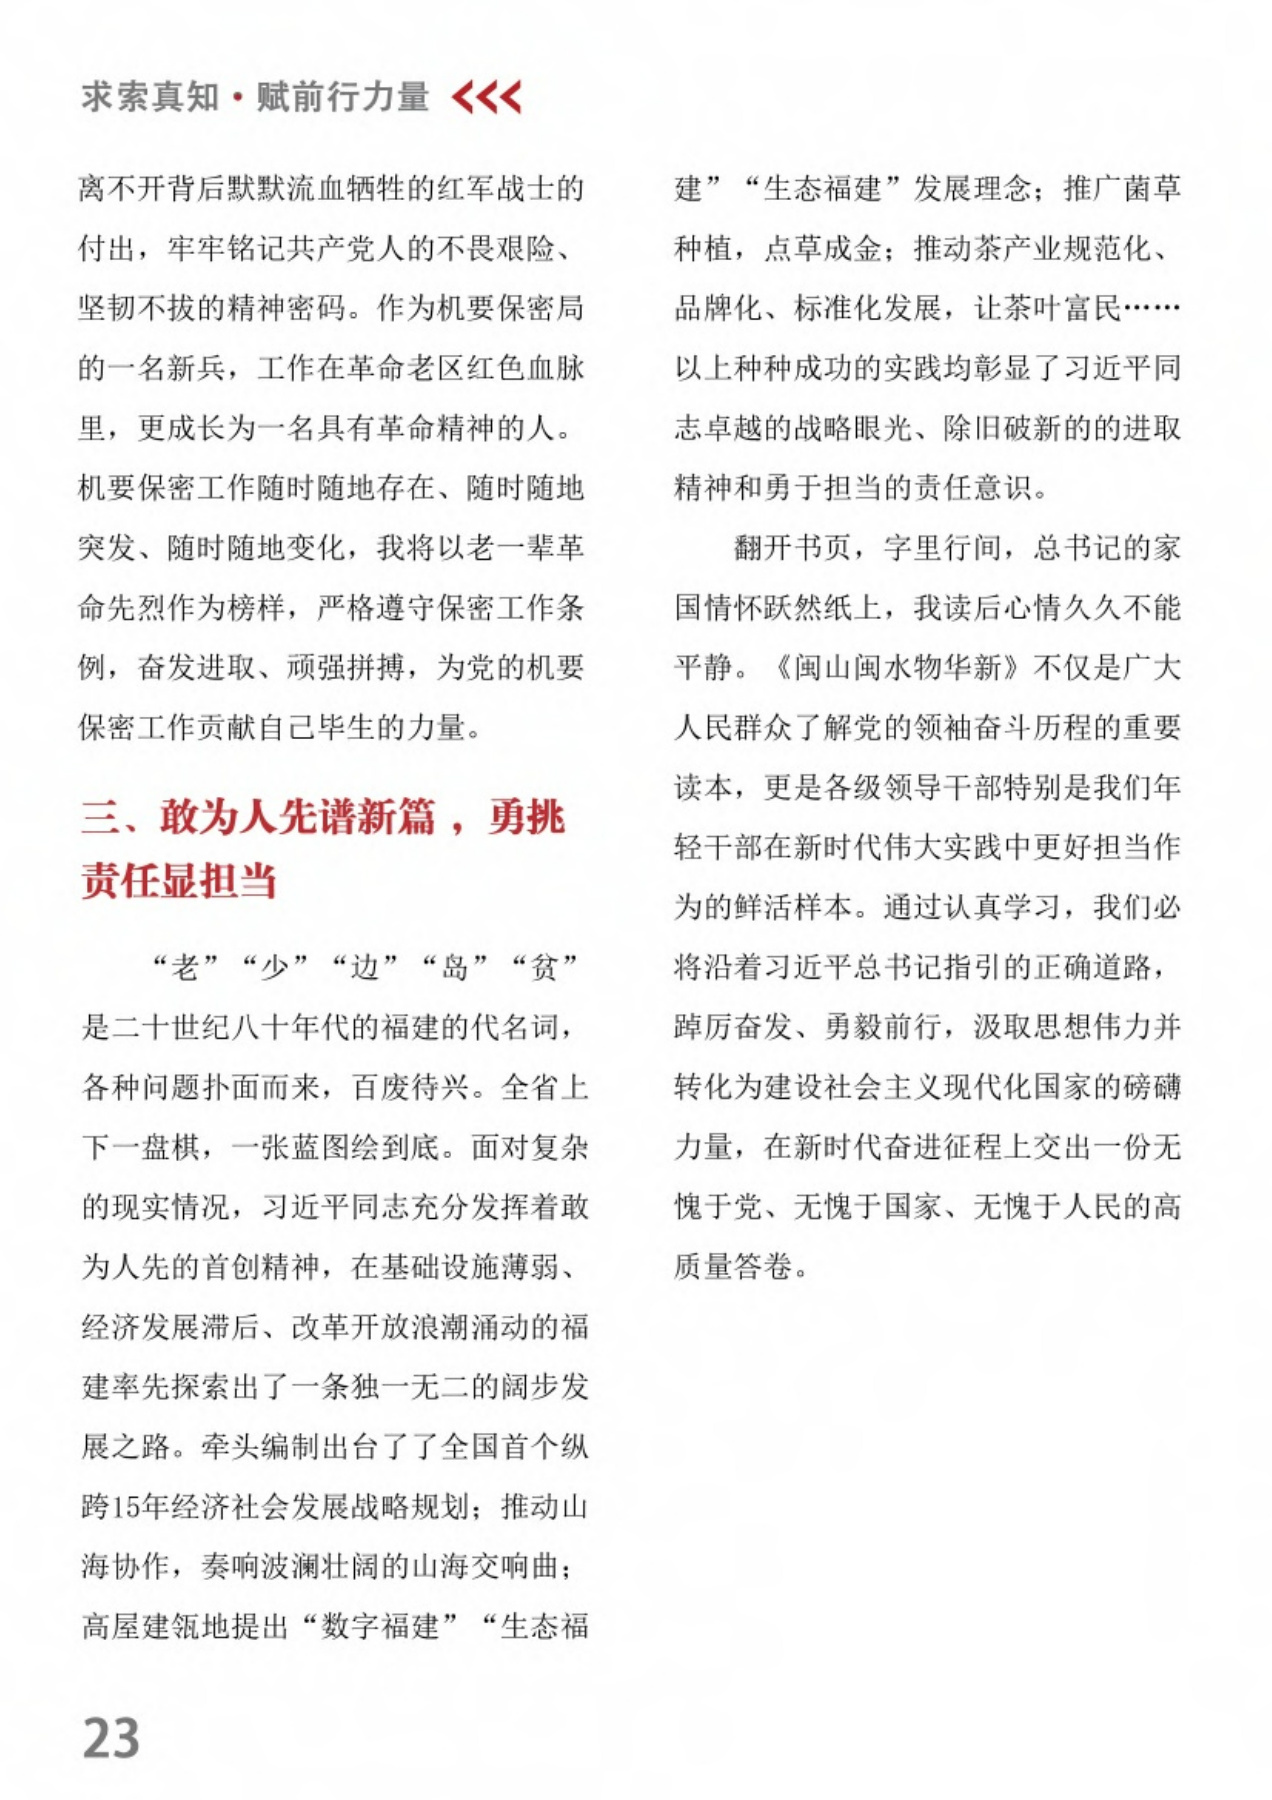 求索真知·赋前行力量
离不开背后默默流血牺牲的红军战士的
付出，牢牢铭记共产党人的不畏艰险、
坚韧不拔的精神密码。作为机要保密局
的一名新兵，工作在革命老区红色血脉
里，更成长为一名具有革命精神的人。
机要保密工作随时随地存在、随时随地
突发、随时随地变化，我将以老一辈革
命先烈作为榜样，严格遵守保密工作条
例，奋发进取、顽强拼搏，为党的机要
保密工作贡献自己毕生的力量。
三、敢为人先谱新篇，勇挑
责任显担当
“老”“少”“边”“岛”“贫”
是二十世纪八十年代的福建的代名词，
各种问题扑面而来，百废待兴。全省上
下一盘棋，一张蓝图绘到底。面对复杂
的现实情况，习近平同志充分发挥着敢
为人先的首创精神，在基础设施薄弱、
经济发展滞后、改革开放浪潮涌动的福
建率先探索出了一条独一无二的阔步发
展之路。牵头编制出台了了全国首个纵
跨15年经济社会发展战略规划；推动山
海协作，奏响波澜壮阔的山海交响曲；
高屋建瓴地提出“数字福建”“生态福
建”“生态福建”发展理念；推广菌草
种植，点草成金；推动茶产业规范化、
品牌化、标准化发展，让茶叶富民……
以上种种成功的实践均彰显了习近平同
志卓越的战略眼光、除旧破新的的进取
精神和勇于担当的责任意识。
翻开书页，字里行间，总书记的家
国情怀跃然纸上，我读后心情久久不能
平静。《闽山闽水物华新》不仅是广大
人民群众了解党的领袖奋斗历程的重要
读本，更是各级领导干部特别是我们年
轻干部在新时代伟大实践中更好担当作
为的鲜活样本。通过认真学习，我们必
将沿着习近平总书记指引的正确道路，
踔厉奋发、勇毅前行，汲取思想伟力并
转化为建设社会主义现代化国家的磅礴
力量，在新时代奋进征程上交出一份无
愧于党、无愧于国家、无愧于人民的高
质量答卷。
23